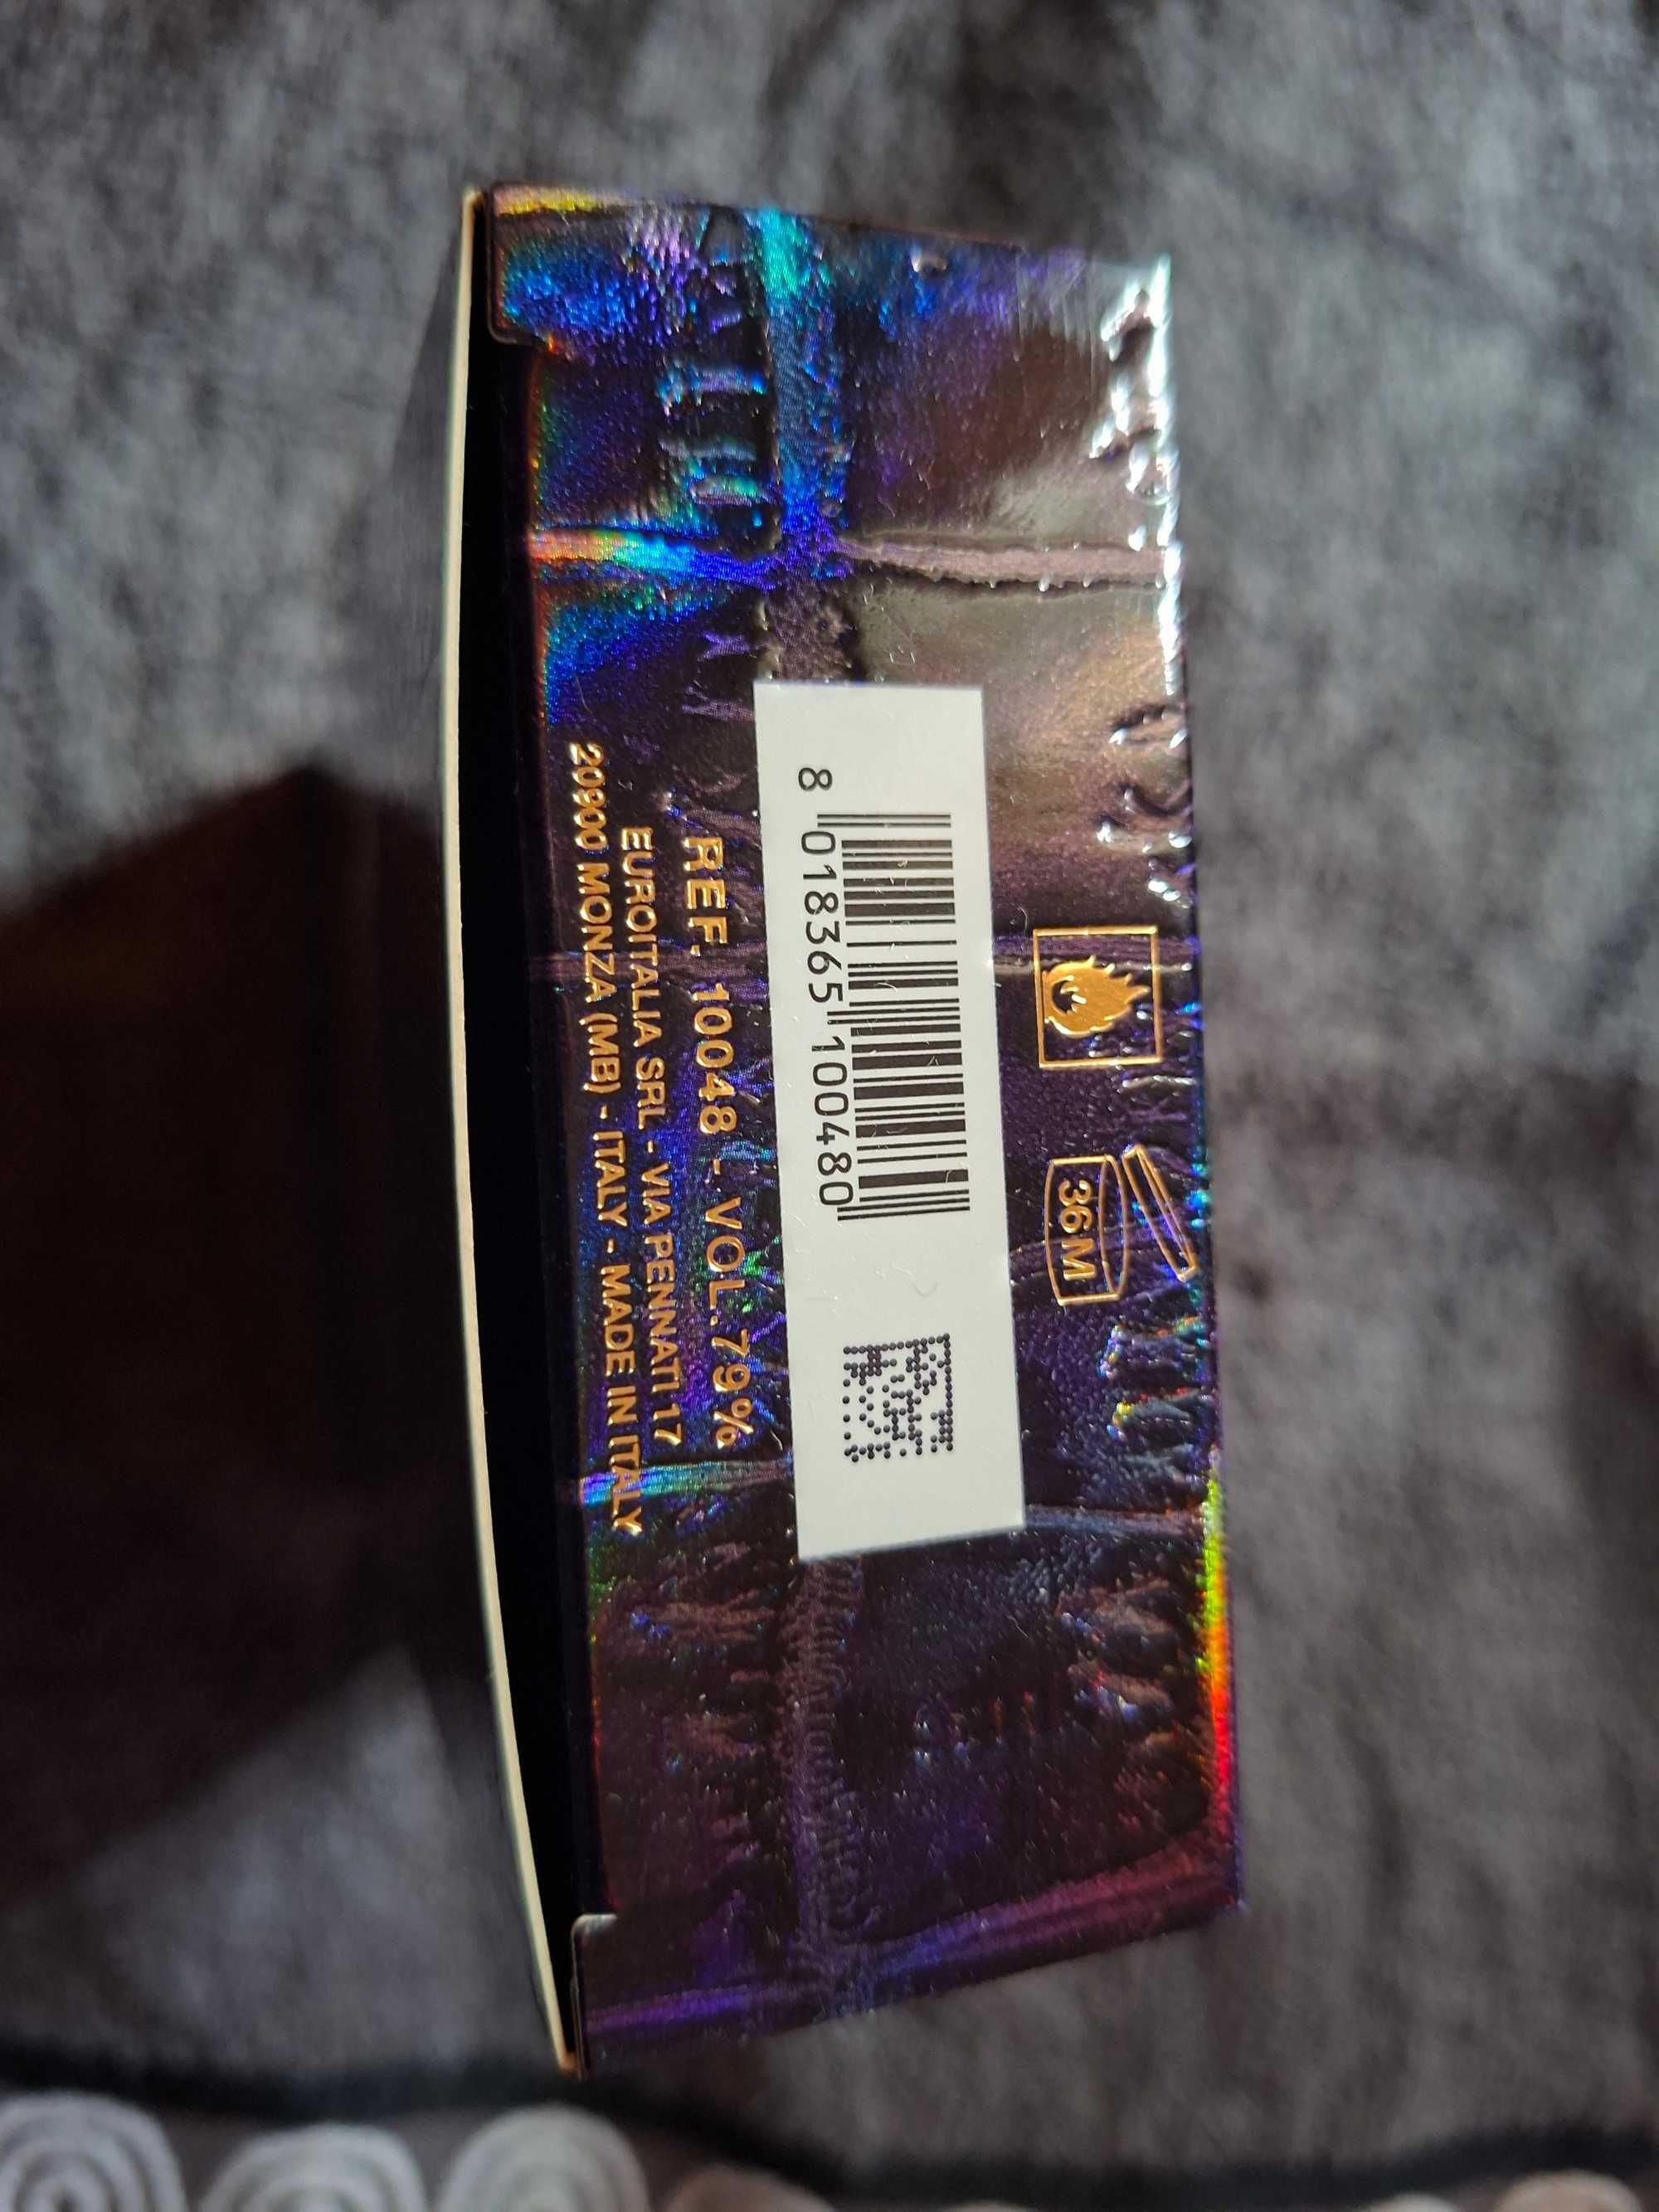 36M
8 018365 100480
REF. 10048 - VOL.79%
EUROITALIA SRL - VIA PENNATI 17
20900 MONZA (MB) - ITALY - MADE IN ITALY